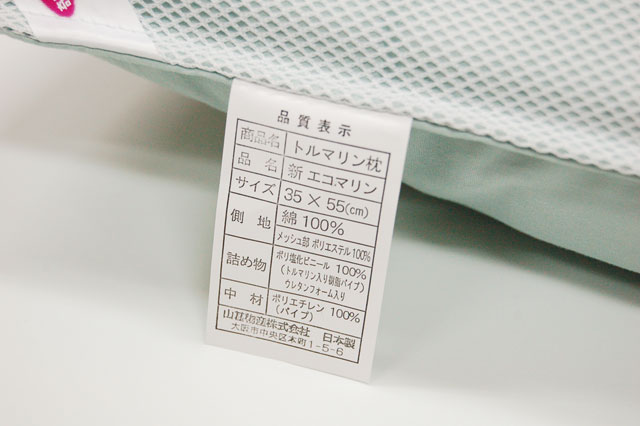 品質表示
商品名 トルマリン枕
品名 新エコマリン
サイズ 35×55(cm)
側地 綿100%
メッシュ部 ポリエステル100%
詰め物 ポリ塩化ビニール 100%
(トルマリン入り樹脂パイプ)
ウレタンフォーム入り
中材 ポリエチレン 100%
(パイプ)
株式会社 日本製
大阪市中央区本町1-5-6